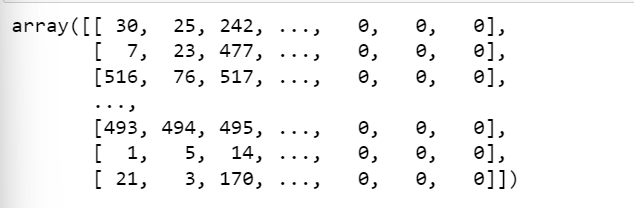 array([[ 30,  25, 242, ...,   0,   0,   0],
       [  7,  23, 477, ...,   0,   0,   0],
       [516,  76, 517, ...,   0,   0,   0],
       ...,
       [493, 494, 495, ...,   0,   0,   0],
       [  1,   5,  14, ...,   0,   0,   0],
       [ 21,   3, 170, ...,   0,   0,   0]])